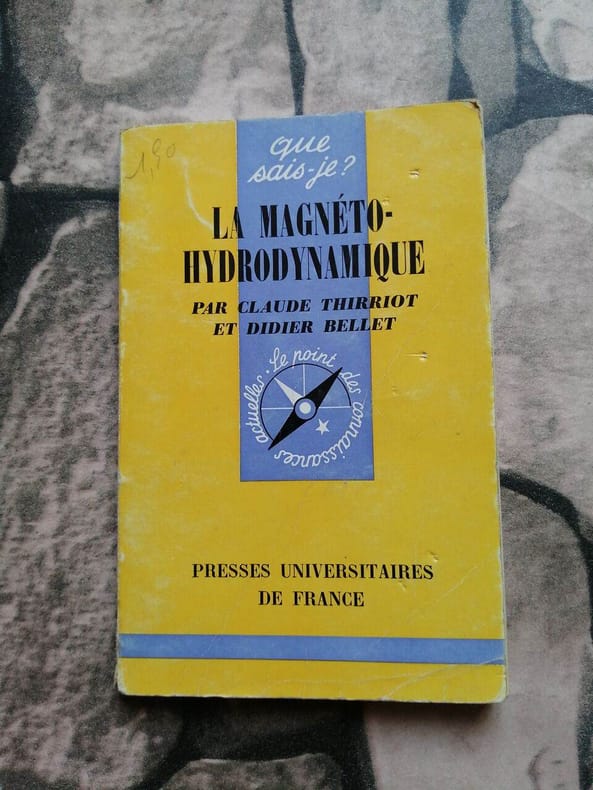 1,90
que
sais-je?
LA MAGNÉTO-
HYDRODYNAMIQUE
PAR CLAUDE THIRRIOT
ET DIDIER BELLET
Le point des connaissances actuelles.
PRESSES UNIVERSITAIRES
DE FRANCE